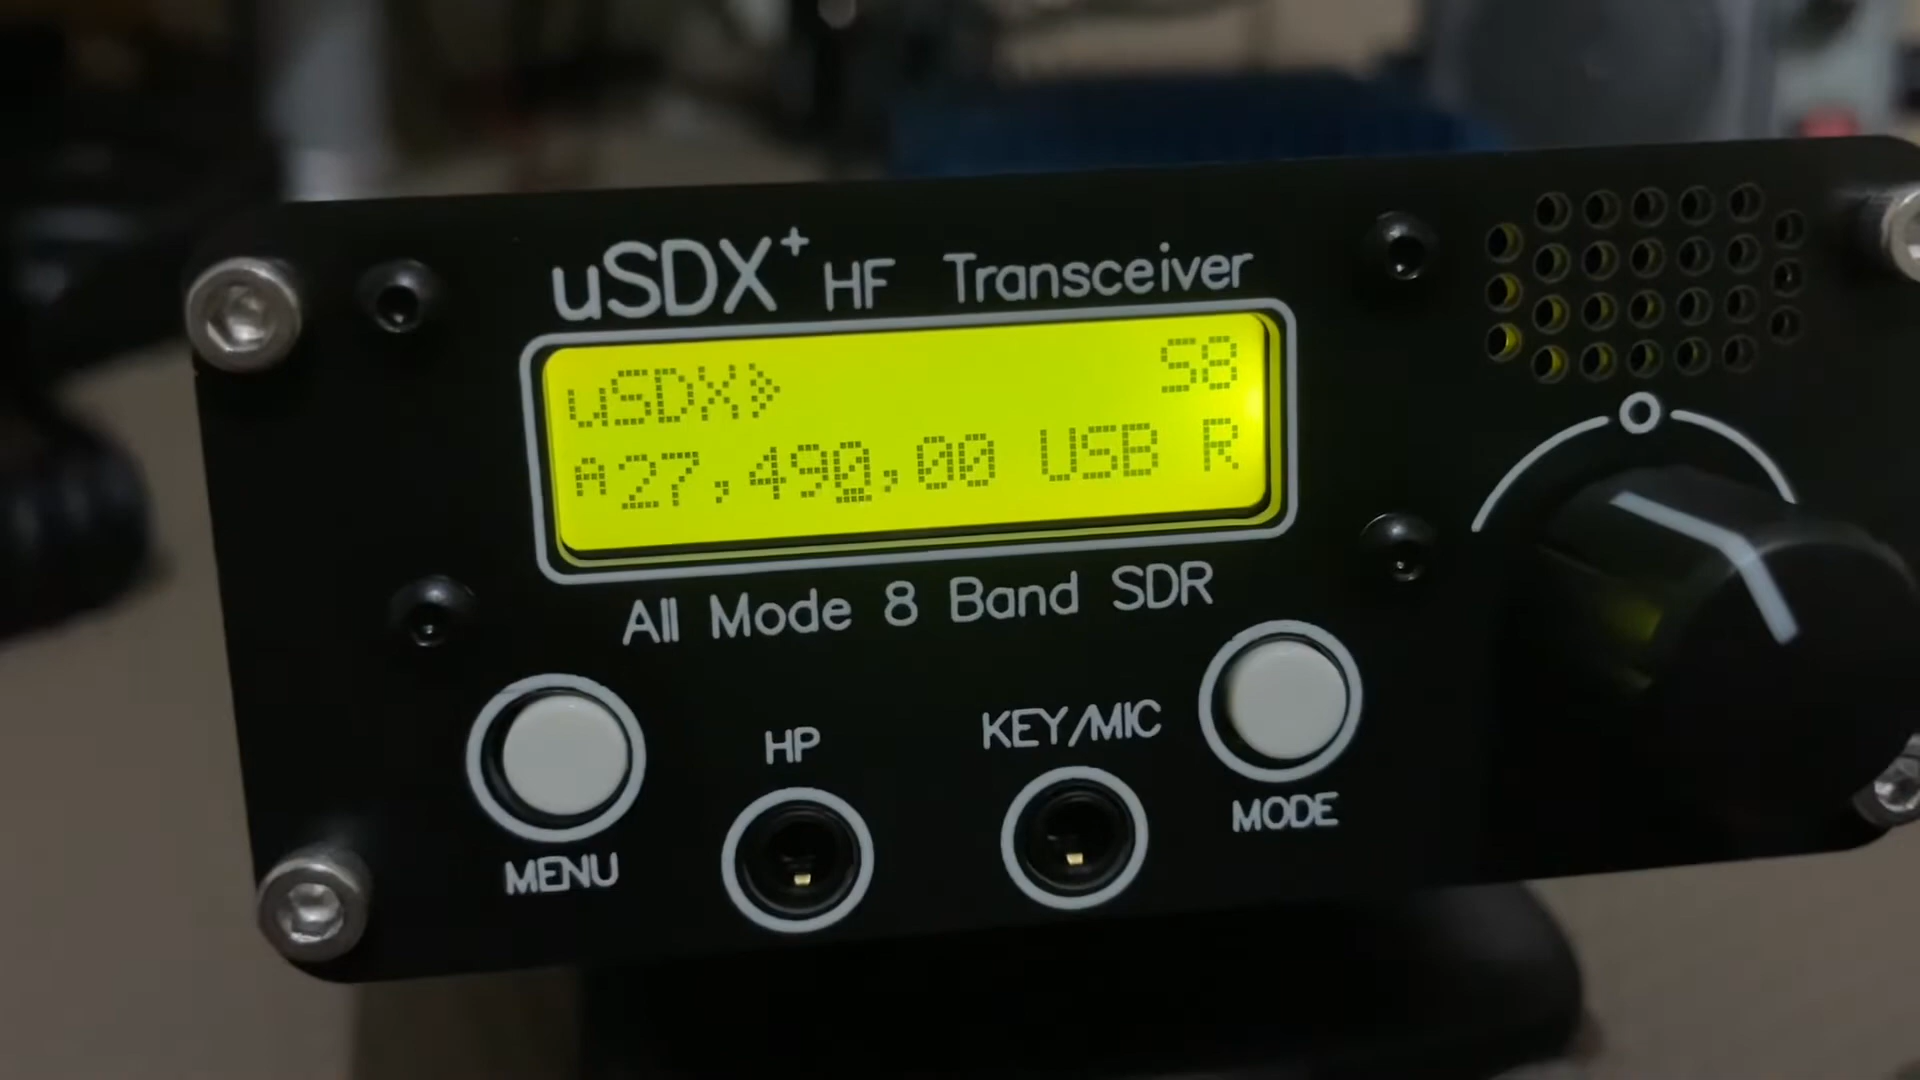 uSDX+ HF Transceiver
uSDX» S8
A27,490,00 USB R
All Mode 8 Band SDR
MENU
HP
KEY/MIC
MODE